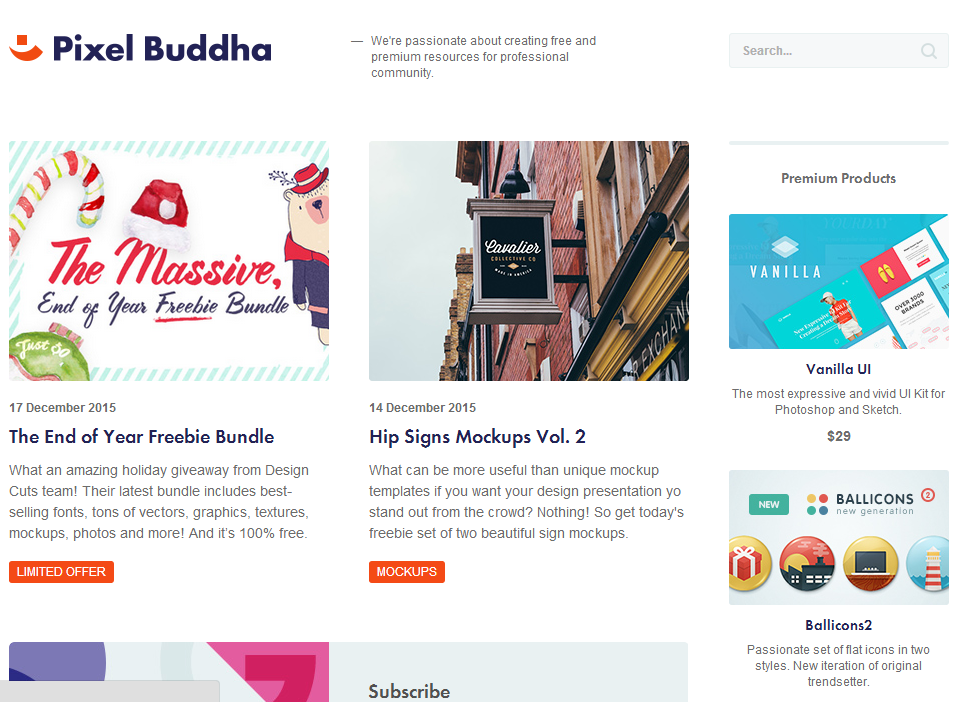 Pixel Buddha
We're passionate about creating free and
premium resources for professional
community.
Search...
The Massive,
End of Year Freebie Bundle
Just So
17 December 2015
The End of Year Freebie Bundle
What an amazing holiday giveaway from Design
Cuts team! Their latest bundle includes best-
selling fonts, tons of vectors, graphics, textures,
mockups, photos and more! And it's 100% free.
LIMITED OFFER
Cavalier
COLLECTIVE CO
MADE IN AMERICA
EXCHANGE
14 December 2015
Hip Signs Mockups Vol. 2
What can be more useful than unique mockup
templates if you want your design presentation yo
stand out from the crowd? Nothing! So get today's
freebie set of two beautiful sign mockups.
MOCKUPS
Subscribe
Premium Products
YOUR DAY
VANILLA
OVER 3000
BRANDS
Vanilla UI
The most expressive and vivid UI Kit for
Photoshop and Sketch.
$29
NEW
BALLICONS 2
new generation
Ballicons2
Passionate set of flat icons in two
styles. New iteration of original
trendsetter.